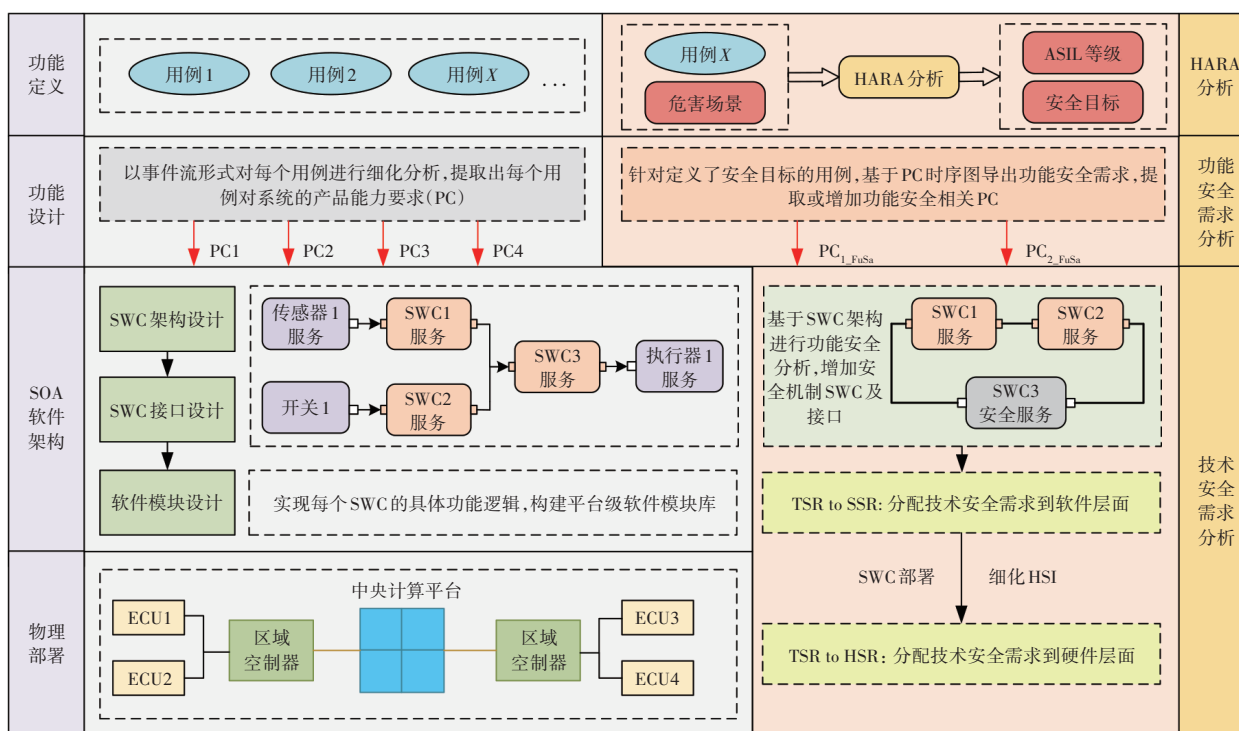 功能
定义
用例1
用例2
用例X
...
用例X
危害场景
HARA分析
ASIL等级
安全目标
HARA
分析
功能
设计
以事件流形式对每个用例进行细化分析,提取出每个用
例对系统的产品能力要求(PC)
针对定义了安全目标的用例,基于PC时序图导出功能安全需求,提
取或增加功能安全相关PC
功能
安全
需求
分析
PC1
PC2
PC3
PC4
PC1_FuSa
PC2_FuSa
SOA
软件
架构
SWC架构设计
SWC接口设计
软件模块设计
传感器1
服务
SWC1
服务
开关1
SWC2
服务
SWC3
服务
执行器1
服务
实现每个SWC的具体功能逻辑,构建平台级软件模块库
基于SWC架构
进行功能安全
分析,增加安
全机制SWC及
接口
SWC1
服务
SWC2
服务
SWC3
安全服务
TSR to SSR: 分配技术安全需求到软件层面
SWC部署
细化HSI
TSR to HSR: 分配技术安全需求到硬件层面
技术
安全
需求
分析
物理
部署
中央计算平台
ECU1
ECU2
区域
空制器
区域
空制器
ECU3
ECU4